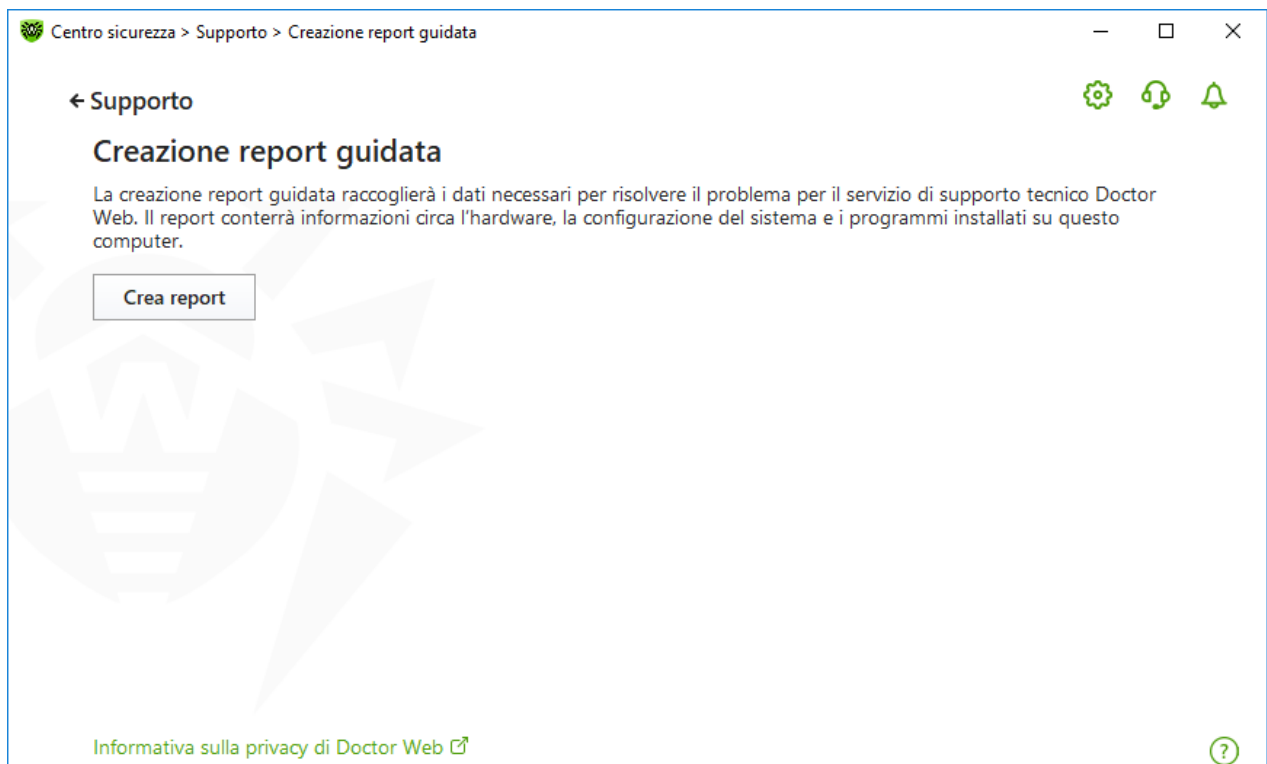 Centro sicurezza > Supporto > Creazione report guidata
Supporto
Creazione report guidata
La creazione report guidata raccoglierà i dati necessari per risolvere il problema per il servizio di supporto tecnico Doctor
Web. Il report conterrà informazioni circa l’hardware, la configurazione del sistema e i programmi installati su questo
computer.
Crea report
Informativa sulla privacy di Doctor Web
?